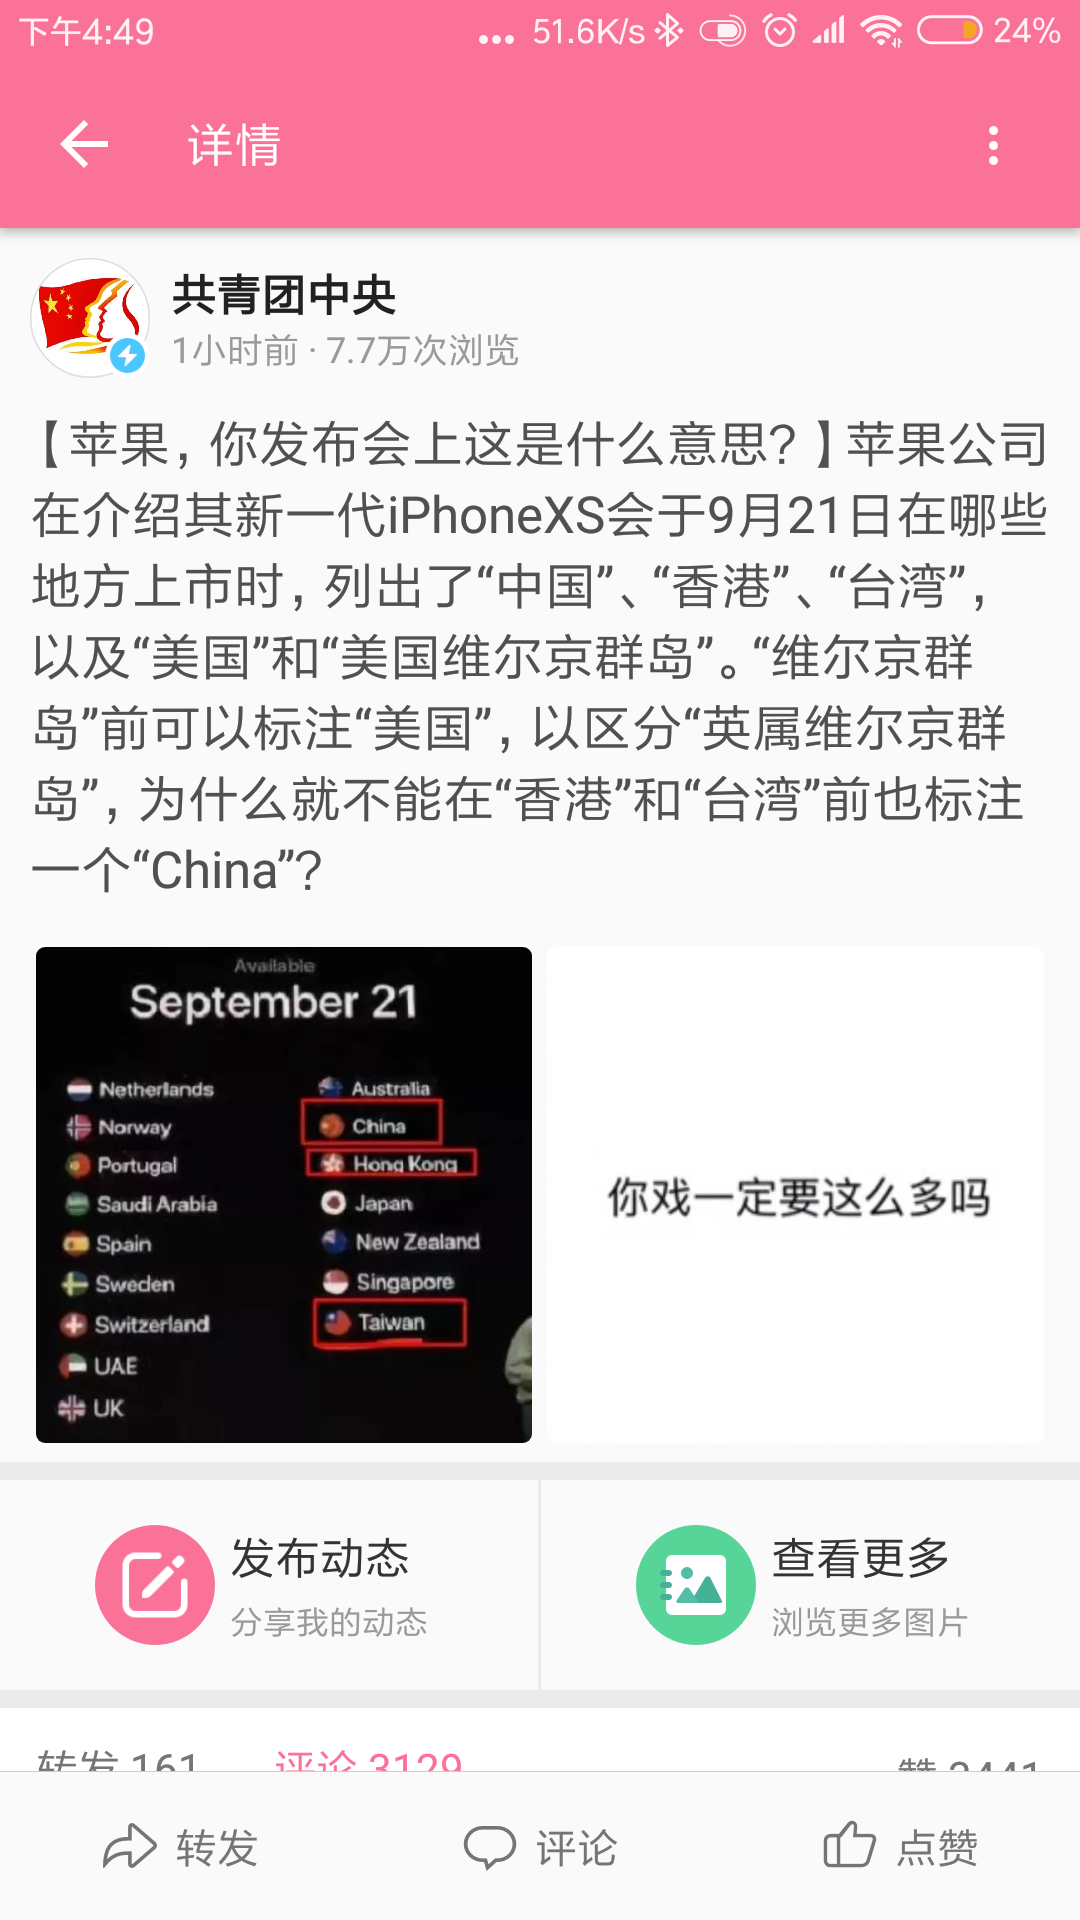 下午4:49
... 51.6K/s 24%
详情
共青团中央
1小时前 · 7.7万次浏览
【苹果，你发布会上这是什么意思？】苹果公司
在介绍其新一代iPhoneXS会于9月21日在哪些
地方上市时，列出了“中国”、“香港”、“台湾”，
以及“美国”和“美国维尔京群岛”。“维尔京群
岛”前可以标注“美国”，以区分“英属维尔京群
岛”，为什么就不能在“香港”和“台湾”前也标注
一个“China”？
Available
September 21
Netherlands
Norway
Portugal
Saudi Arabia
Spain
Sweden
Switzerland
UAE
UK
Australia
China
Hong Kong
Japan
New Zealand
Singapore
Taiwan
你戏一定要这么多吗
发布动态
分享我的动态
查看更多
浏览更多图片
转发 161 评论 3129 赞 2441
转发 评论 点赞